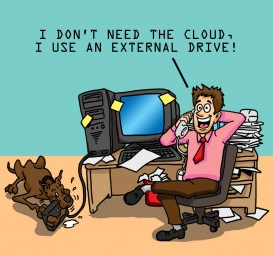 I DON'T NEED THE CLOUD,
I USE AN EXTERNAL DRIVE!